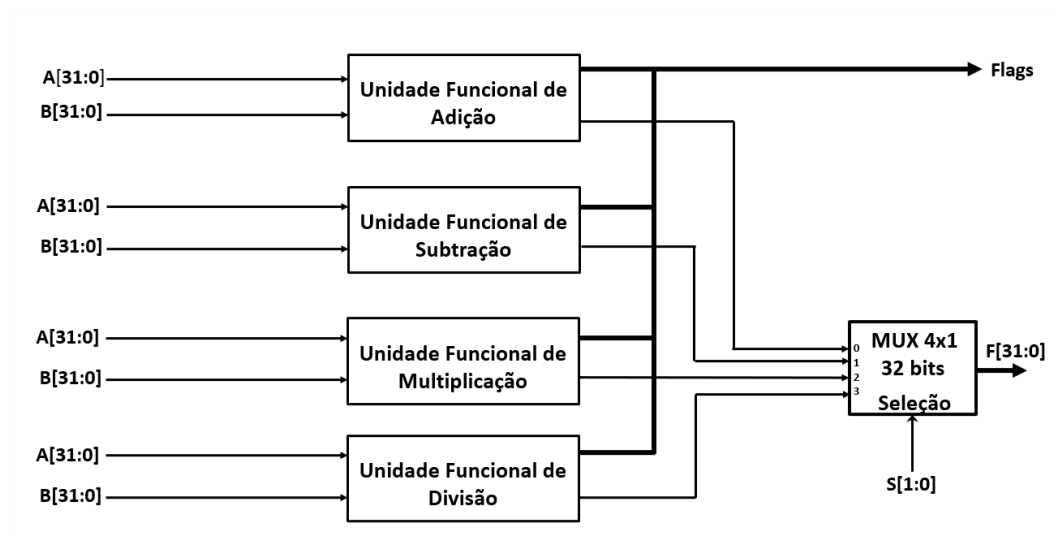 A[31:0]
B[31:0]
Unidade Funcional de
Adição
Flags
A[31:0]
B[31:0]
Unidade Funcional de
Subtração
A[31:0]
B[31:0]
Unidade Funcional de
Multiplicação
0
1
2
3
MUX 4x1
32 bits
Seleção
F[31:0]
S[1:0]
A[31:0]
B[31:0]
Unidade Funcional de
Divisão